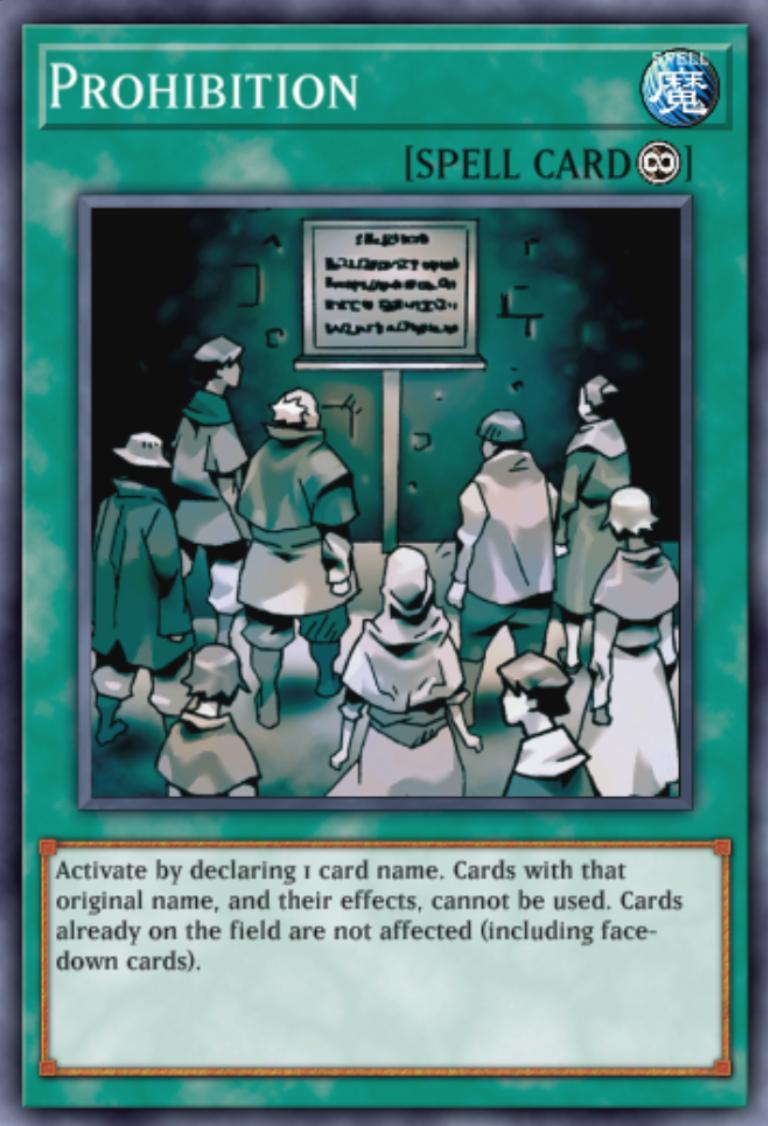 PROHIBITION
SPELL
魔
[SPELL CARD]
Activate by declaring 1 card name. Cards with that
original name, and their effects, cannot be used. Cards
already on the field are not affected (including face-
down cards).